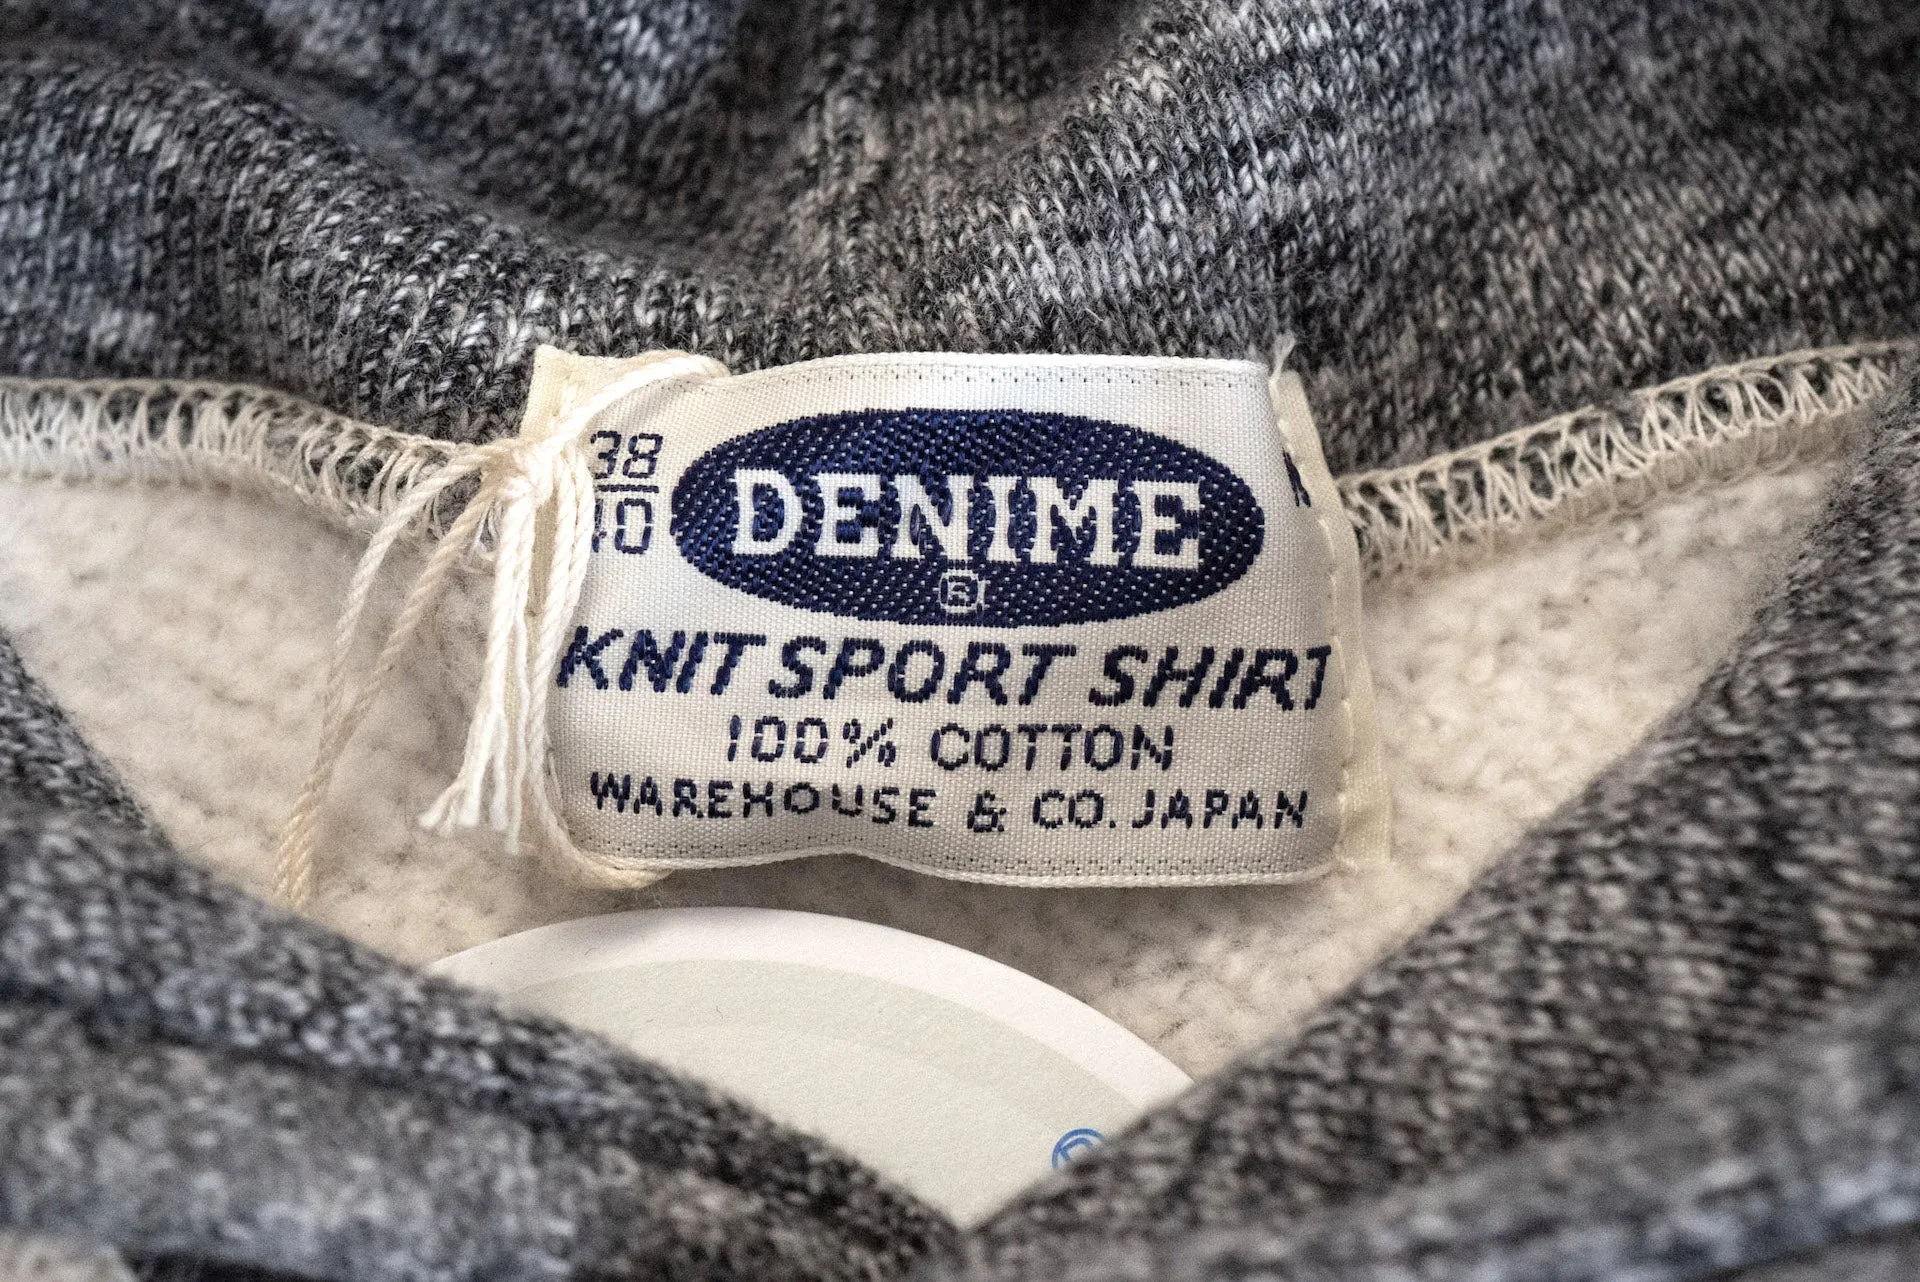 38
40
DENIME
®
KNIT SPORT SHIRT
100% COTTON
WAREHOUSE & CO. JAPAN
®